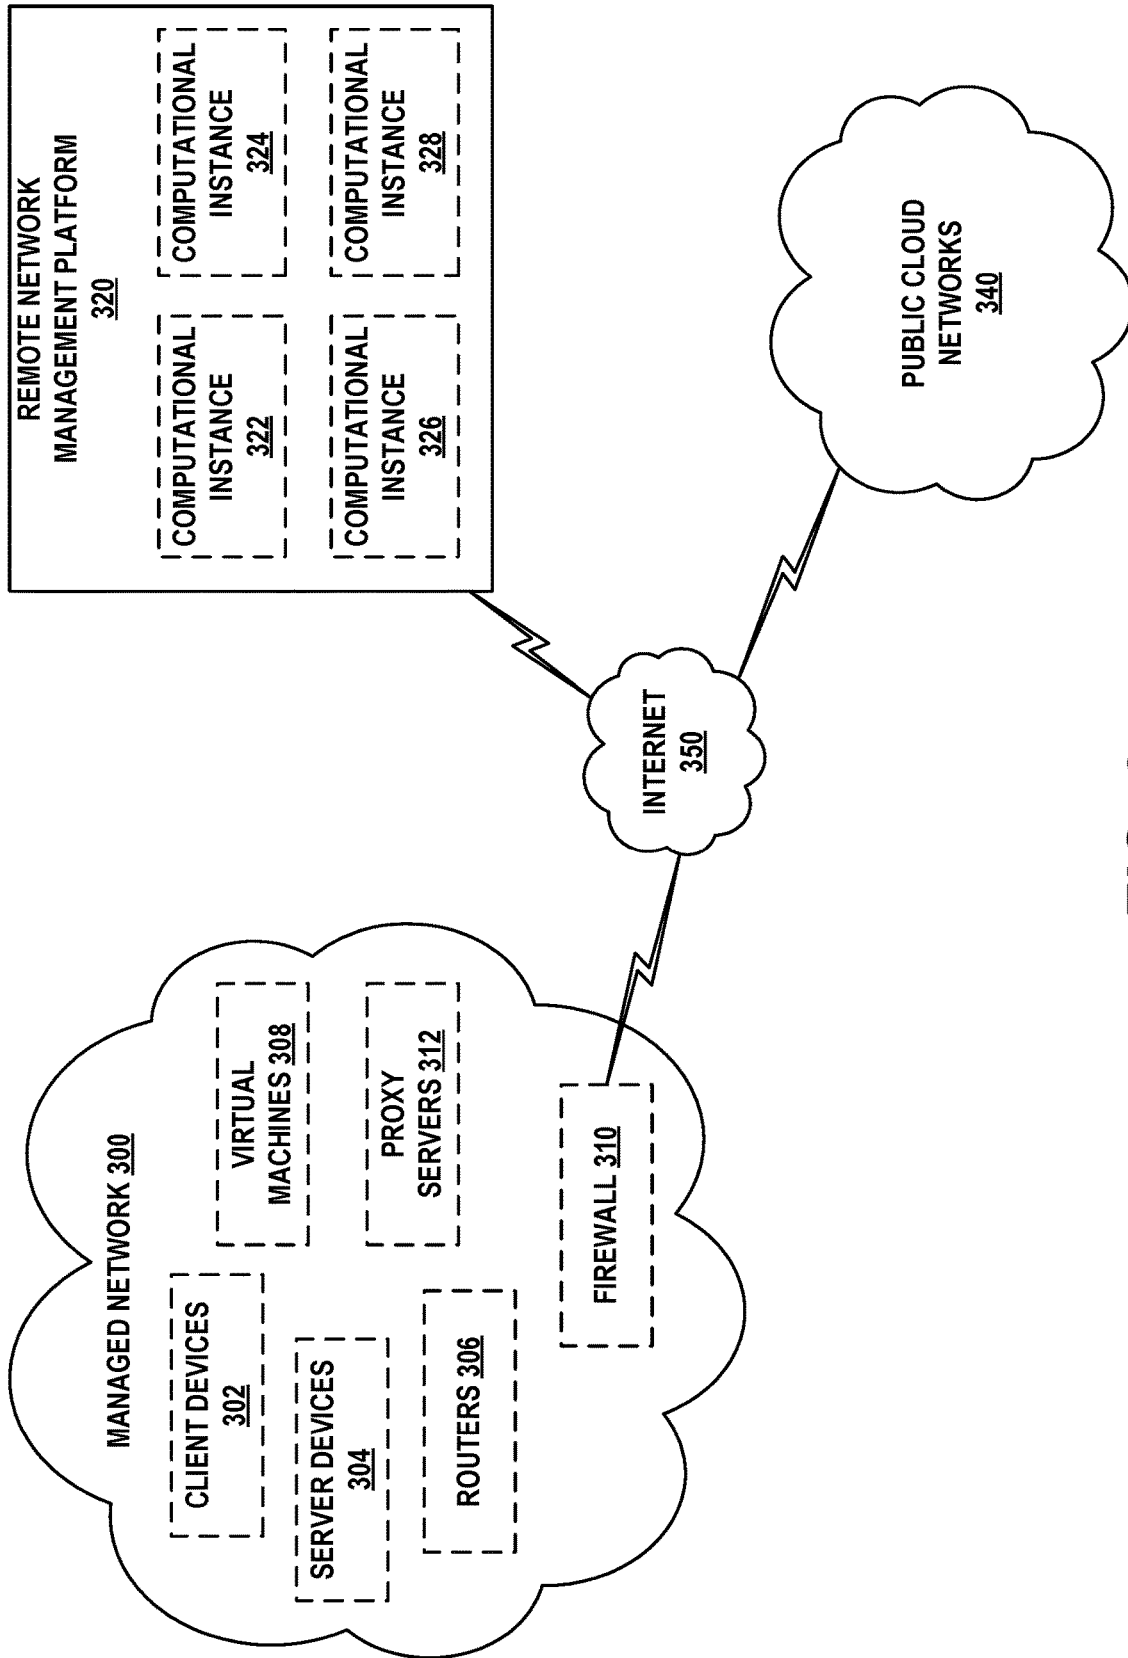 MANAGED NETWORK 300
CLIENT DEVICES
302
SERVER DEVICES
304
ROUTERS 306
VIRTUAL
MACHINES 308
PROXY
SERVERS 312
FIREWALL 310
INTERNET
350
REMOTE NETWORK
MANAGEMENT PLATFORM
320
COMPUTATIONAL
INSTANCE
322
COMPUTATIONAL
INSTANCE
324
COMPUTATIONAL
INSTANCE
326
COMPUTATIONAL
INSTANCE
328
PUBLIC CLOUD
NETWORKS
340